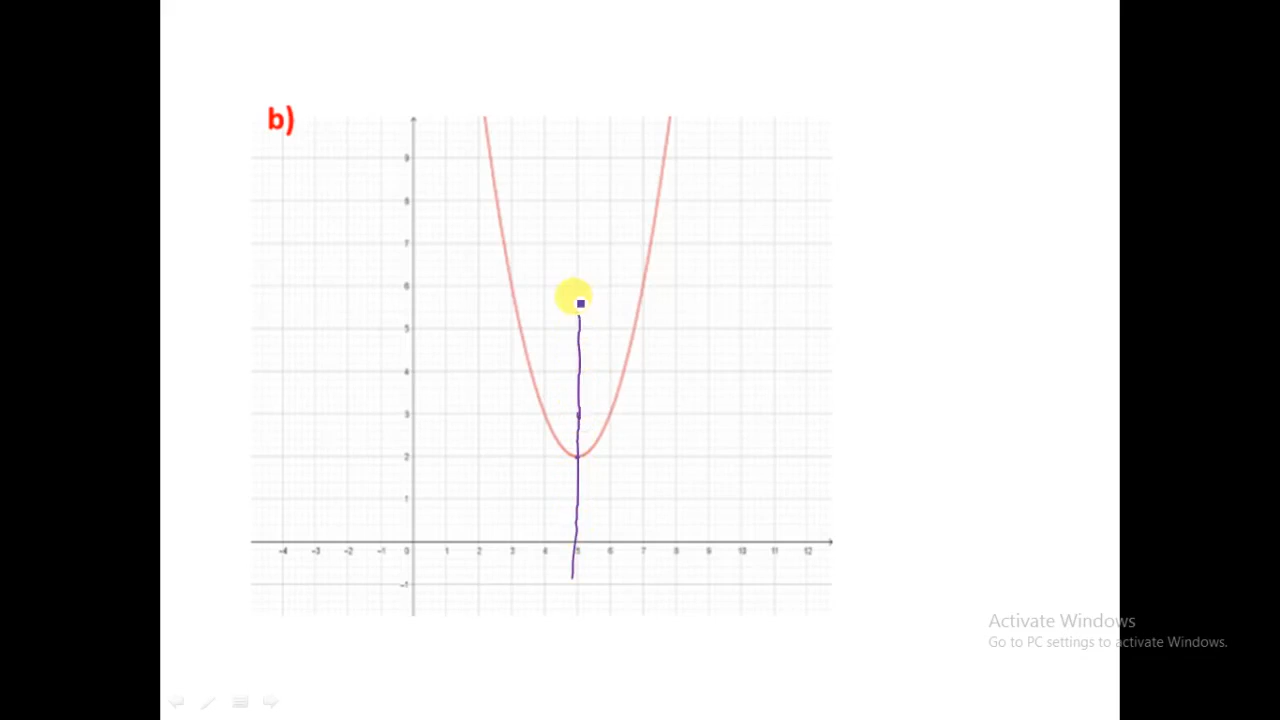 b)
9
8
7
6
5
4
3
2
1
-4 -3 -2 -1 0 1 2 3 4 5 6 7 8 9 10 11 12
-1
Activate Windows
Go to PC settings to activate Windows.